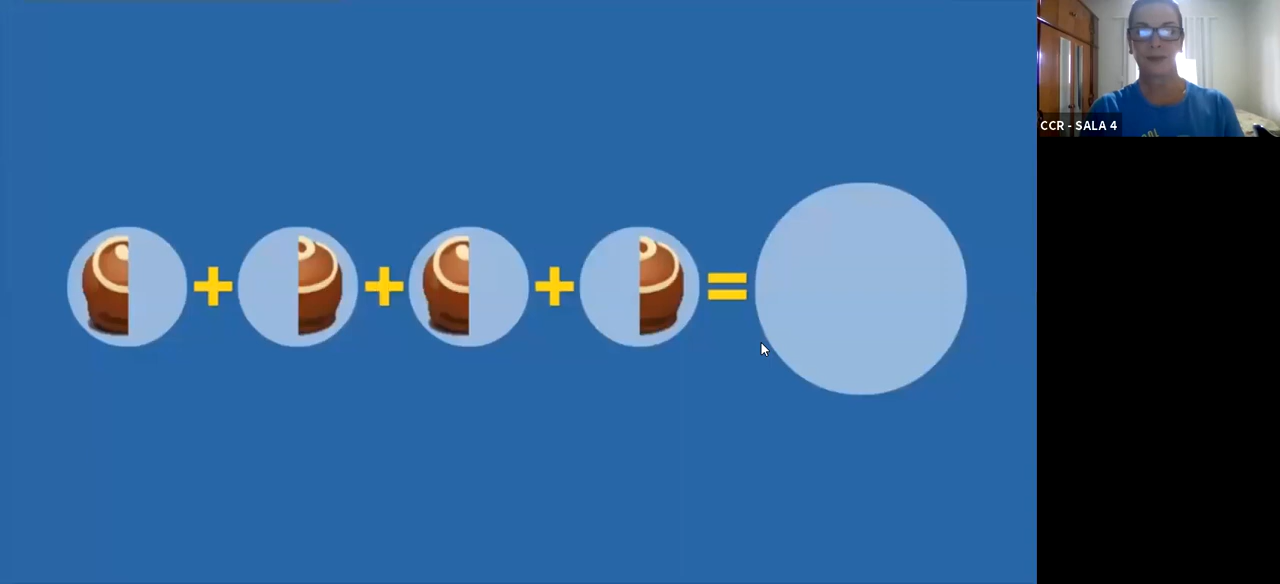 + + + =
CCR - SALA 4